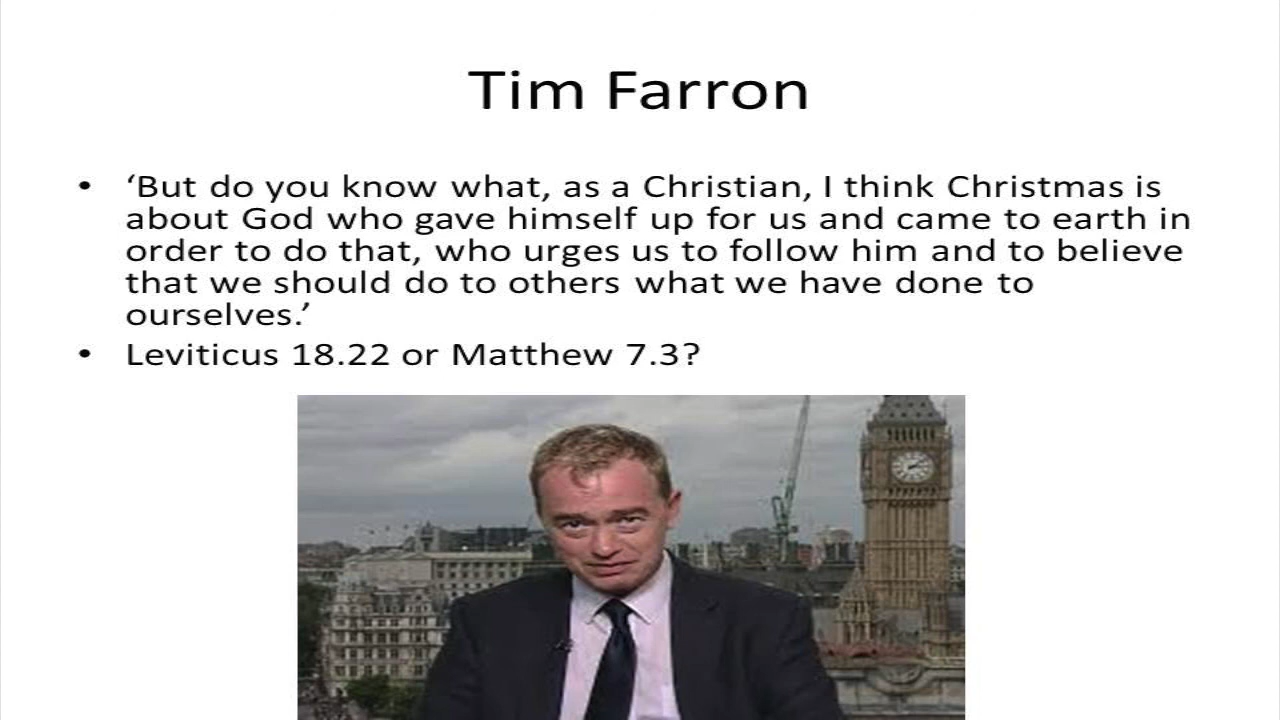 Tim Farron
• ‘But do you know what, as a Christian, I think Christmas is
about God who gave himself up for us and came to earth in
order to do that, who urges us to follow him and to believe
that we should do to others what we have done to
ourselves.’
• Leviticus 18.22 or Matthew 7.3?